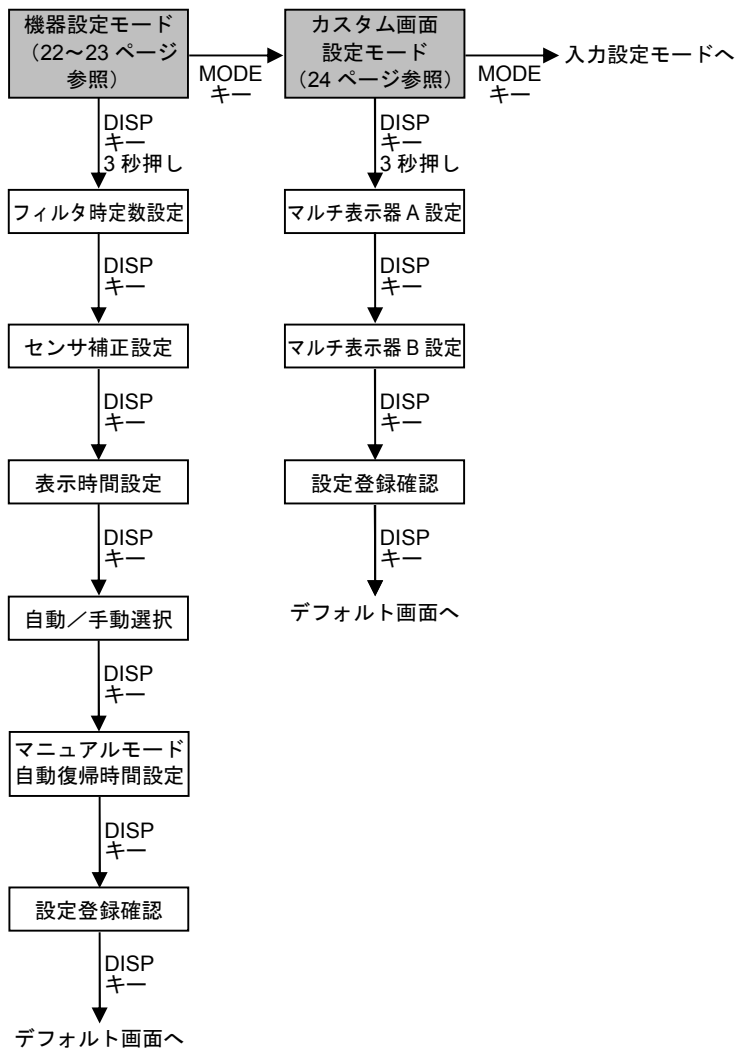 機器設定モード
（22～23 ページ
参照）
MODE
キー
カスタム画面
設定モード
（24 ページ参照）
MODE
キー
入力設定モードへ
DISP
キー
3 秒押し
フィルタ時定数設定
DISP
キー
センサ補正設定
DISP
キー
表示時間設定
DISP
キー
自動／手動選択
DISP
キー
マニュアルモード
自動復帰時間設定
DISP
キー
設定登録確認
DISP
キー
デフォルト画面へ
DISP
キー
3 秒押し
マルチ表示器 A 設定
DISP
キー
マルチ表示器 B 設定
DISP
キー
設定登録確認
DISP
キー
デフォルト画面へ